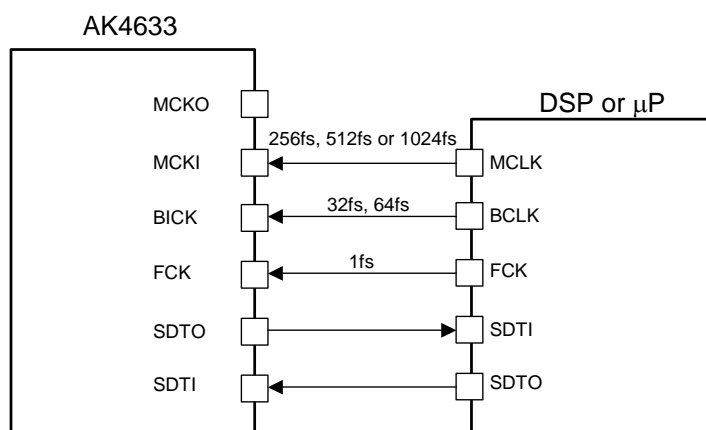 AK4633
DSP or μP
MCKO
256fs, 512fs or 1024fs
MCKI
MCLK
32fs, 64fs
BICK
BCLK
1fs
FCK
FCK
SDTO
SDTI
SDTI
SDTO